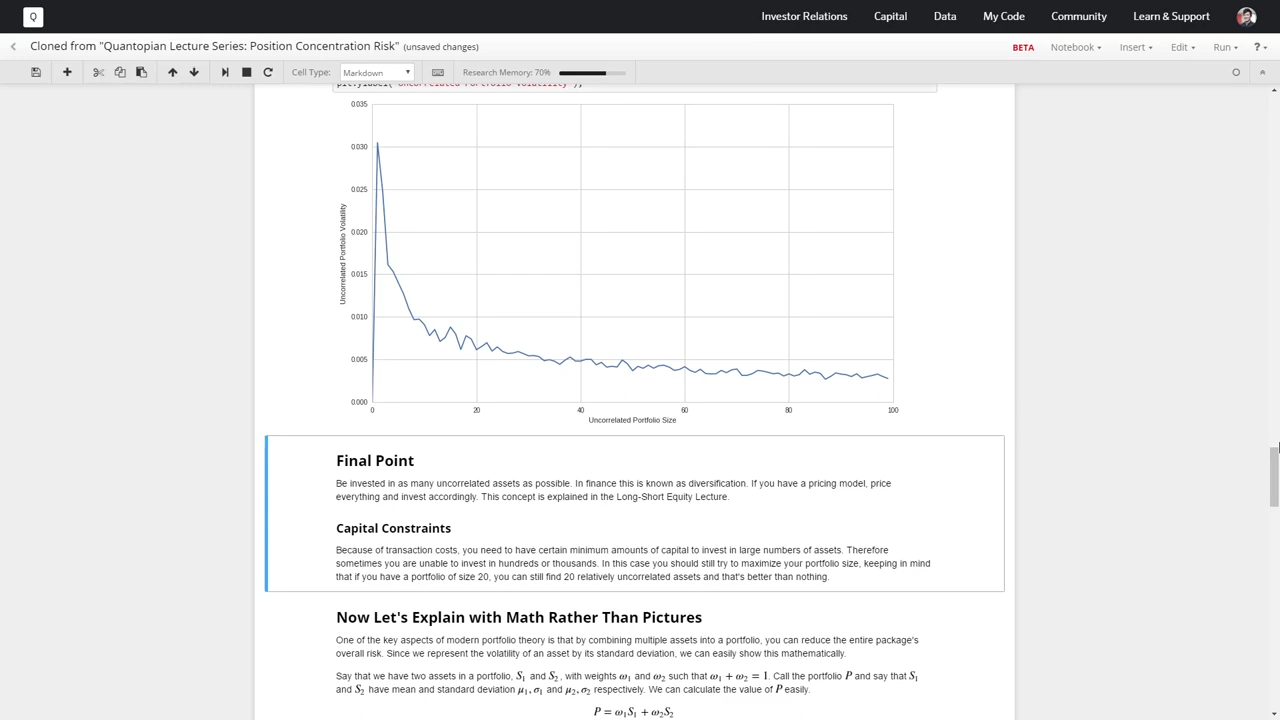 Q Investor Relations Capital Data My Code Community Learn & Support
Cloned from "Quantopian Lecture Series: Position Concentration Risk" (unsaved changes) BETA Notebook Insert Edit Run ?
Cell Type: Markdown Research Memory: 70%
0.035
0.030
0.025
0.020
0.015
0.010
0.005
0.000
Uncorrelated Portfolio Volatility
0 20 40 60 80 100
Uncorrelated Portfolio Size
Final Point
Be invested in as many uncorrelated assets as possible. In finance this is known as diversification. If you have a pricing model, price
everything and invest accordingly. This concept is explained in the Long-Short Equity Lecture.
Capital Constraints
Because of transaction costs, you need to have certain minimum amounts of capital to invest in large numbers of assets. Therefore
sometimes you are unable to invest in hundreds or thousands. In this case you should still try to maximize your portfolio size, keeping in mind
that if you have a portfolio of size 20, you can still find 20 relatively uncorrelated assets and that's better than nothing.
Now Let's Explain with Math Rather Than Pictures
One of the key aspects of modern portfolio theory is that by combining multiple assets into a portfolio, you can reduce the entire package's
overall risk. Since we represent the volatility of an asset by its standard deviation, we can easily show this mathematically.
Say that we have two assets in a portfolio, S₁ and S₂, with weights ω₁ and ω₂ such that ω₁ + ω₂ = 1. Call the portfolio P and say that S₁
and S₂ have mean and standard deviation μ₁, σ₁ and μ₂, σ₂ respectively. We can calculate the value of P easily.
P = ω₁S₁ + ω₂S₂